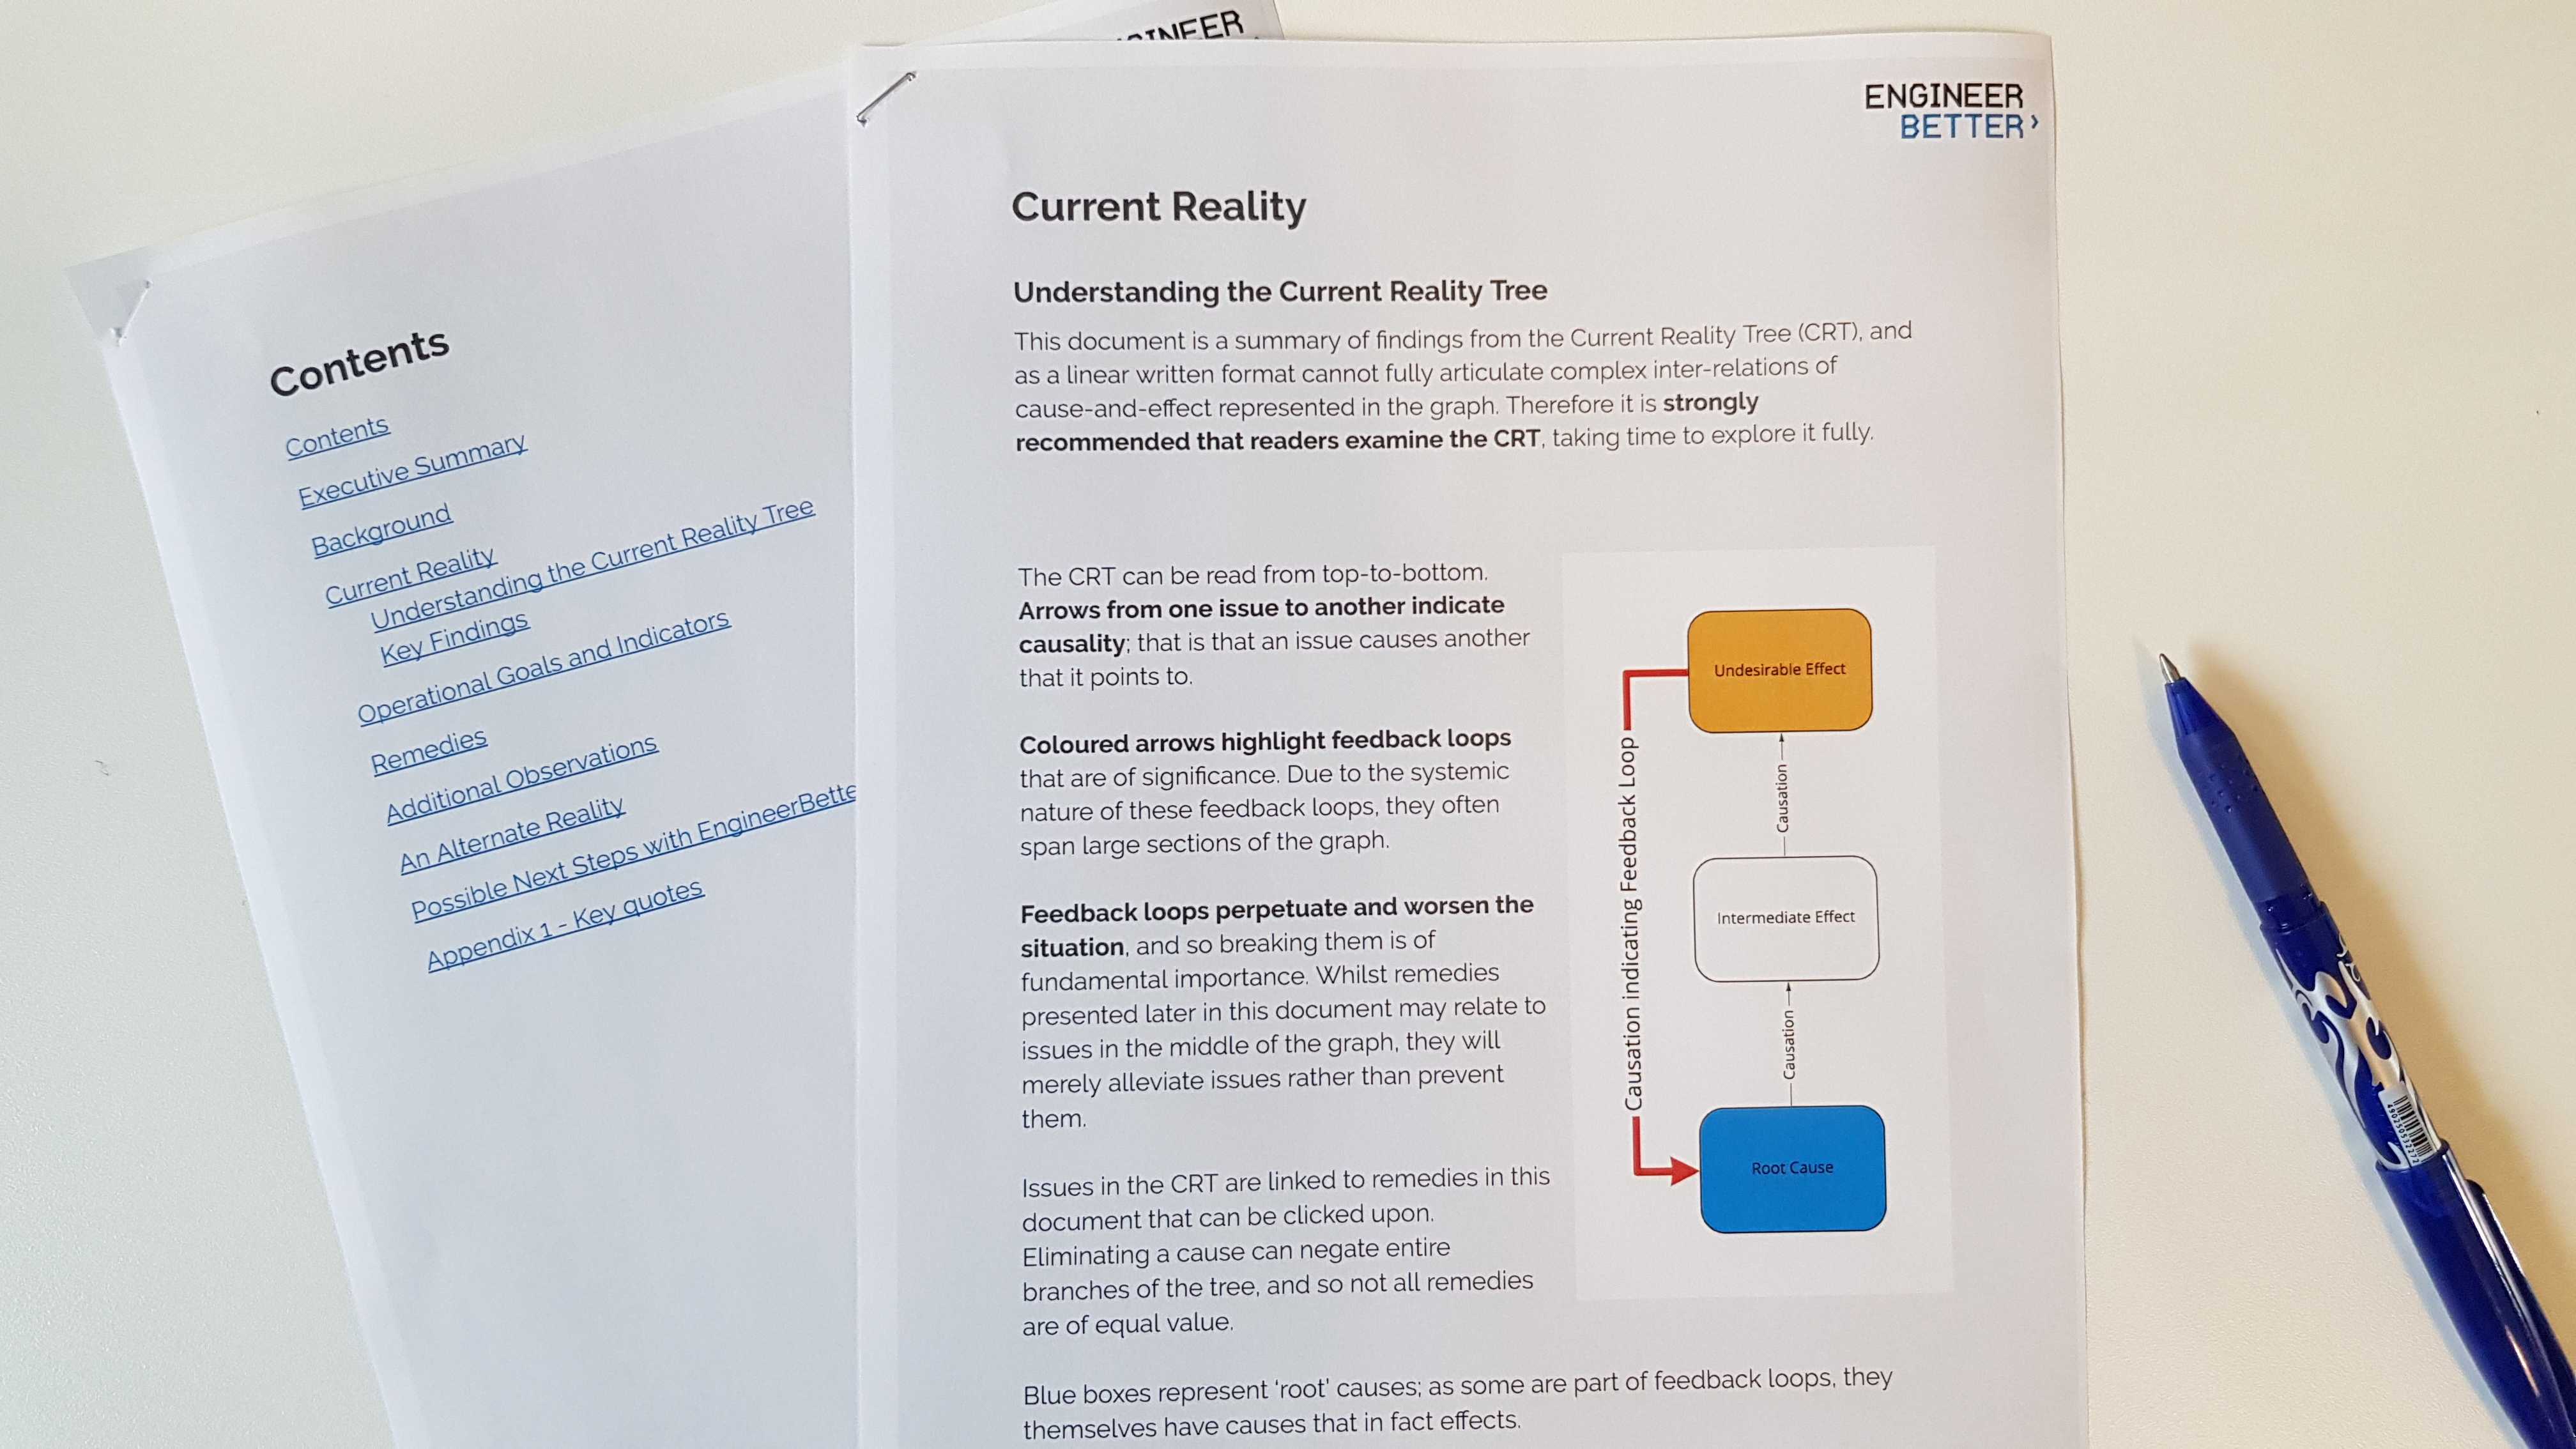 INEER
Contents
Contents
Executive Summary
Background
Current Reality
Understanding the Current Reality Tree
Key Findings
Operational Goals and Indicators
Remedies
Additional Observations
An Alternate Reality
Possible Next Steps with EngineerBette
Appendix 1 - Key quotes
ENGINEER
BETTER›
Current Reality
Understanding the Current Reality Tree
This document is a summary of findings from the Current Reality Tree (CRT), and
as a linear written format cannot fully articulate complex inter-relations of
cause-and-effect represented in the graph. Therefore it is strongly
recommended that readers examine the CRT, taking time to explore it fully.
The CRT can be read from top-to-bottom.
Arrows from one issue to another indicate
causality; that is that an issue causes another
that it points to.
Coloured arrows highlight feedback loops
that are of significance. Due to the systemic
nature of these feedback loops, they often
span large sections of the graph.
Feedback loops perpetuate and worsen the
situation, and so breaking them is of
fundamental importance. Whilst remedies
presented later in this document may relate to
issues in the middle of the graph, they will
merely alleviate issues rather than prevent
them.
Issues in the CRT are linked to remedies in this
document that can be clicked upon.
Eliminating a cause can negate entire
branches of the tree, and so not all remedies
are of equal value.
Blue boxes represent 'root' causes; as some are part of feedback loops, they
themselves have causes that in fact effects.
Undesirable Effect
Causation
Intermediate Effect
Causation
Root Cause
Causation indicating Feedback Loop